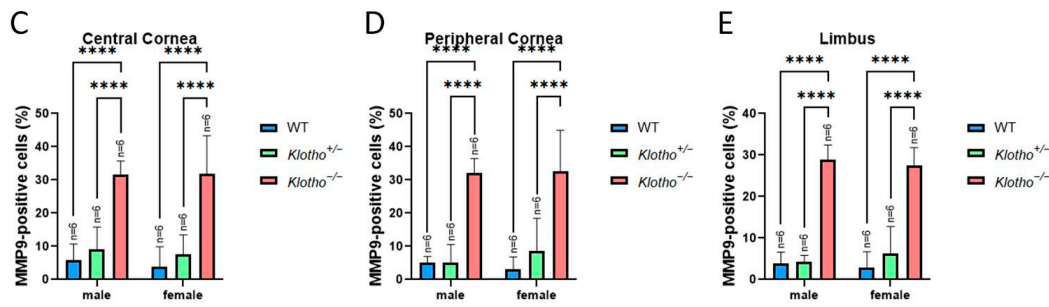 C
Central Cornea
**** ****
**** ****
MMP9-positive cells (%)
50
40
30
20
10
0
n=6 n=6 n=6 n=6 n=6 n=6
male female
WT
Klotho+/−
Klotho−/−
D
Peripheral Cornea
**** ****
**** ****
MMP9-positive cells (%)
50
40
30
20
10
0
n=6 n=6 n=6 n=6 n=6
male female
WT
Klotho+/−
Klotho−/−
E
Limbus
**** ****
**** ****
MMP9-positive cells (%)
40
30
20
10
0
n=6 n=6 n=6 n=6 n=6 n=6
male female
WT
Klotho+/−
Klotho−/−